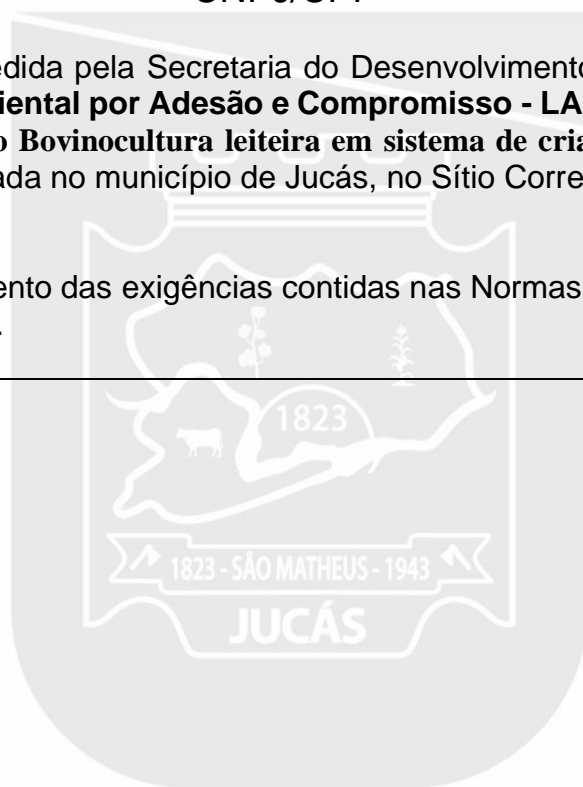 edida pela Secretaria do Desenvolvimento
iental por Adesão e Compromisso - LA
o Bovinocultura leiteira em sistema de cria
ada no município de Jucás, no Sítio Corre
ento das exigências contidas nas Normas
.
1823
1823 - SÃO MATHEUS - 1943
JUCÁS